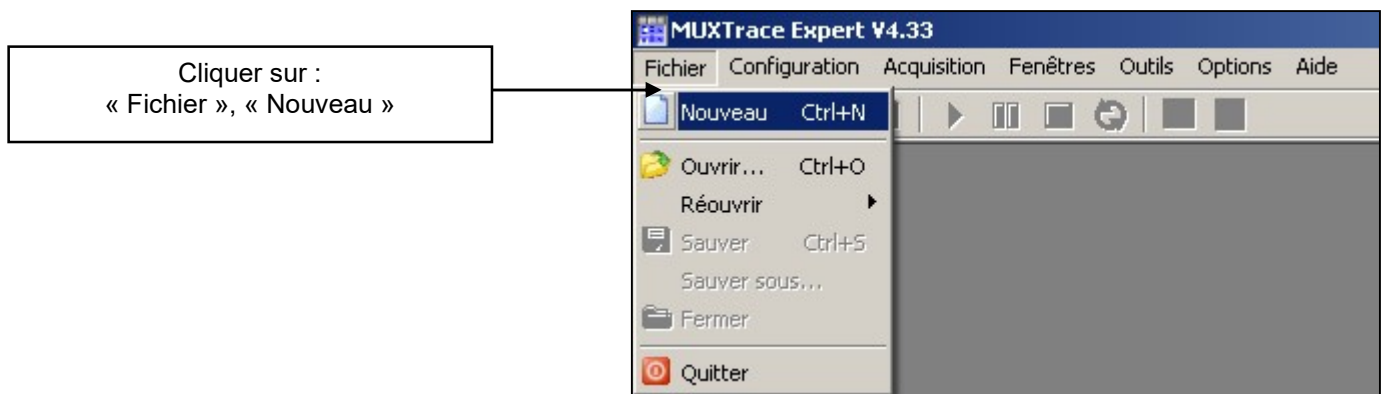 Cliquer sur :
« Fichier », « Nouveau »
MUXTrace Expert V4.33
Fichier Configuration Acquisition Fenêtres Outils Options Aide
Nouveau Ctrl+N
Ouvrir... Ctrl+O
Réouvrir
Sauver Ctrl+S
Sauver sous...
Fermer
Quitter